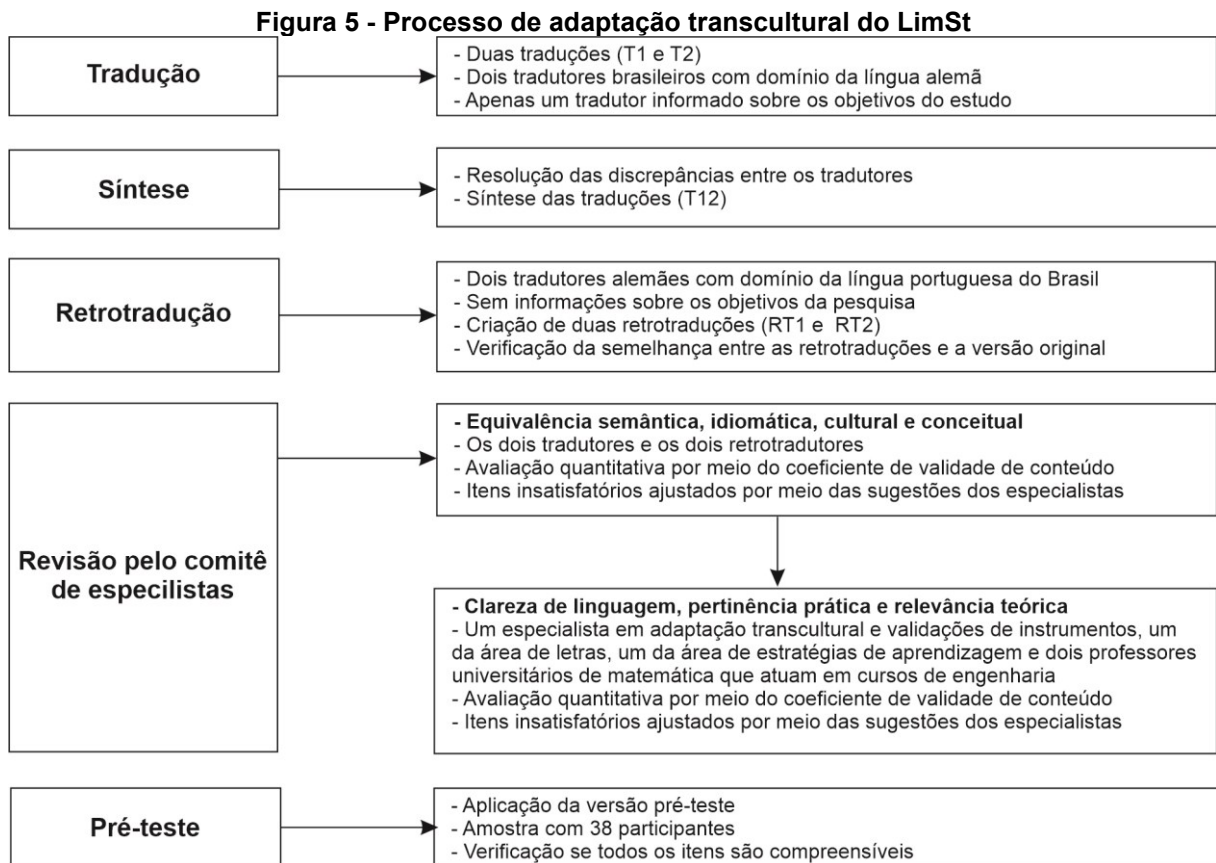 Figura 5 - Processo de adaptação transcultural do LimSt
Tradução
- Duas traduções (T1 e T2)
- Dois tradutores brasileiros com domínio da língua alemã
- Apenas um tradutor informado sobre os objetivos do estudo
Síntese
- Resolução das discrepâncias entre os tradutores
- Síntese das traduções (T12)
Retrotradução
- Dois tradutores alemães com domínio da língua portuguesa do Brasil
- Sem informações sobre os objetivos da pesquisa
- Criação de duas retrotraduções (RT1 e RT2)
- Verificação da semelhança entre as retrotraduções e a versão original
Revisão pelo comitê
de especilistas
- Equivalência semântica, idiomática, cultural e conceitual
- Os dois tradutores e os dois retrotradutores
- Avaliação quantitativa por meio do coeficiente de validade de conteúdo
- Itens insatisfatórios ajustados por meio das sugestões dos especialistas
- Clareza de linguagem, pertinência prática e relevância teórica
- Um especialista em adaptação transcultural e validações de instrumentos, um
da área de letras, um da área de estratégias de aprendizagem e dois professores
universitários de matemática que atuam em cursos de engenharia
- Avaliação quantitativa por meio do coeficiente de validade de conteúdo
- Itens insatisfatórios ajustados por meio das sugestões dos especialistas
Pré-teste
- Aplicação da versão pré-teste
- Amostra com 38 participantes
- Verificação se todos os itens são compreensíveis